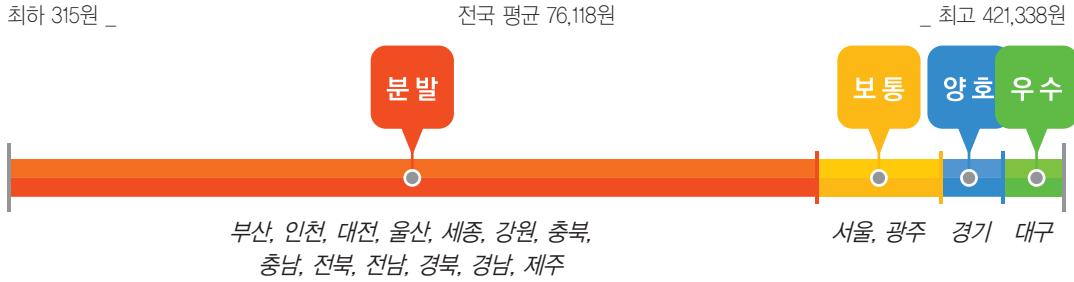 최하 315원 _ 전국 평균 76,118원 _ 최고 421,338원
분발 보통 양호 우수
부산, 인천, 대전, 울산, 세종, 강원, 충북, 서울, 광주 경기 대구
충남, 전북, 전남, 경북, 경남, 제주